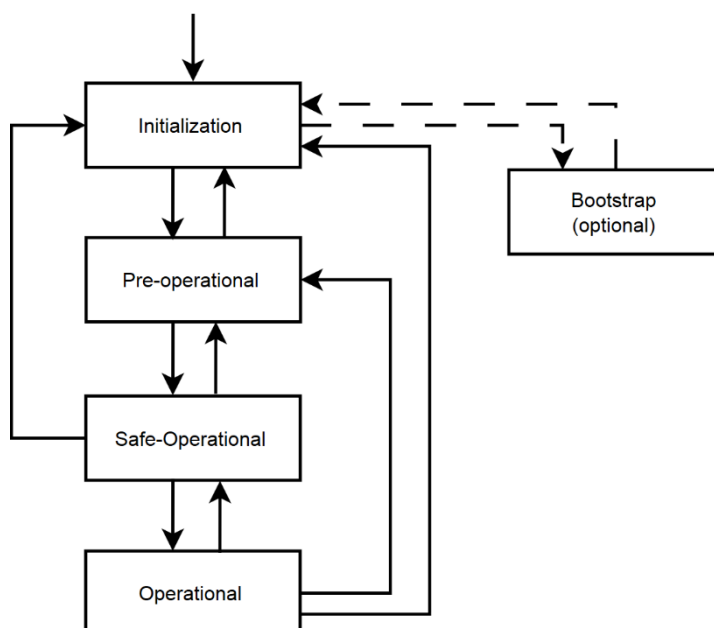 Initialization
Bootstrap
(optional)
Pre-operational
Safe-Operational
Operational